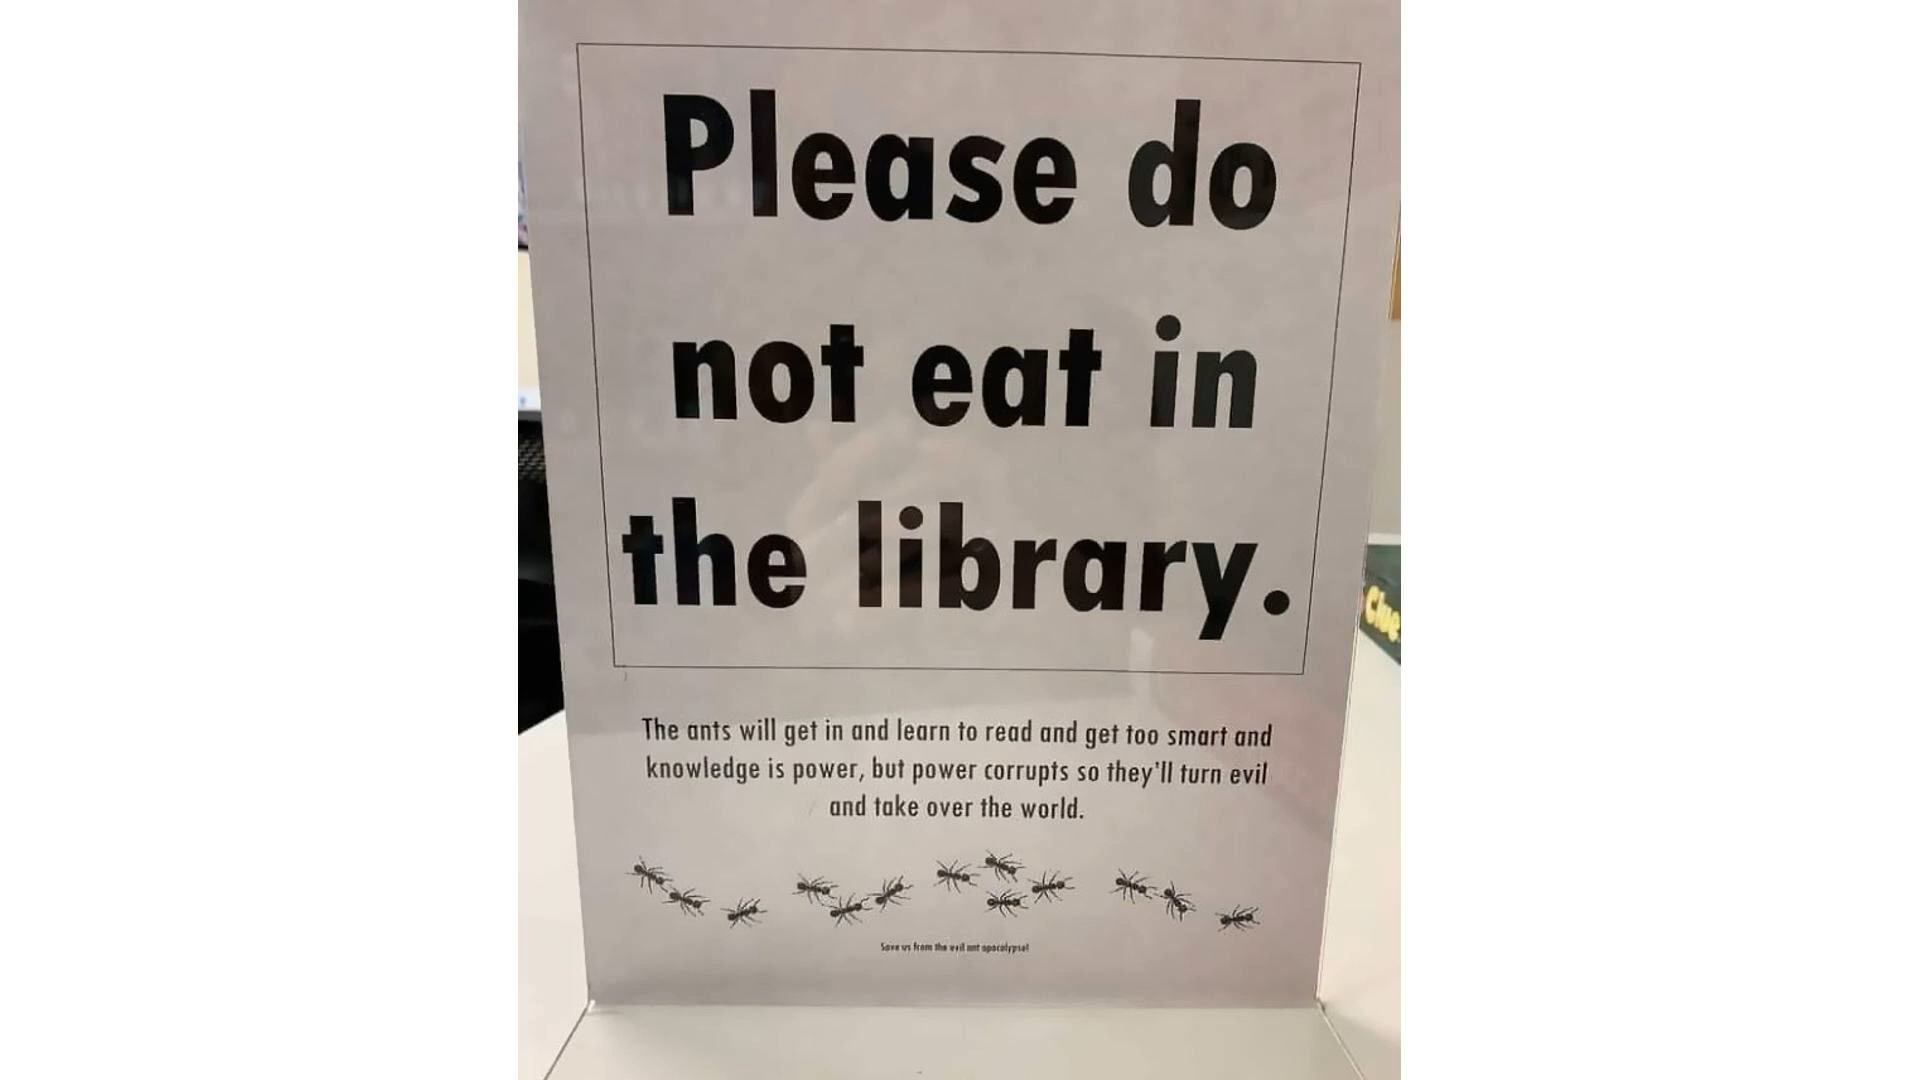 Please do
not eat in
the library.
The ants will get in and learn to read and get too smart and
knowledge is power, but power corrupts so they'll turn evil
and take over the world.
Save us from the evil ant apocalypse!
Clue